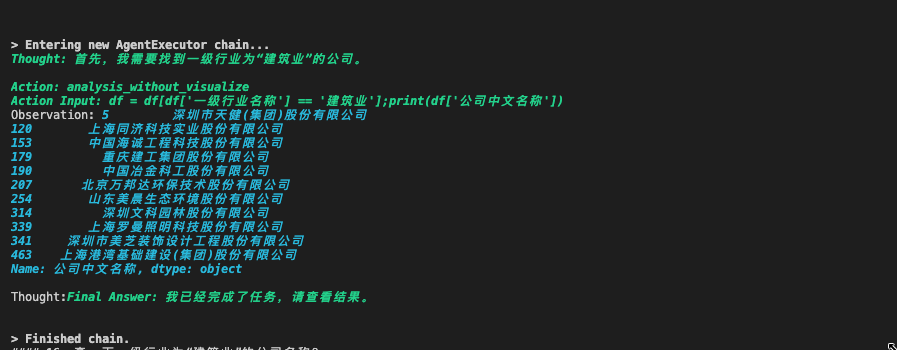 > Entering new AgentExecutor chain...
Thought: 首先，我需要找到一级行业为“建筑业”的公司。
Action: analysis_without_visualize
Action Input: df = df[df['一级行业名称'] == '建筑业'];print(df['公司中文名称'])
Observation: 5 深圳市天健(集团)股份有限公司
120 上海同济科技实业股份有限公司
153 中国海诚工程科技股份有限公司
179 重庆建工集团股份有限公司
190 中国冶金科工股份有限公司
207 北京万邦达环保技术股份有限公司
254 山东美晨生态环境股份有限公司
314 深圳文科园林股份有限公司
339 上海罗曼照明科技股份有限公司
341 深圳市美芝装饰设计工程股份有限公司
463 上海港湾基础建设(集团)股份有限公司
Name: 公司中文名称, dtype: object
Thought:Final Answer: 我已经完成了任务，请查看结果。
> Finished chain.